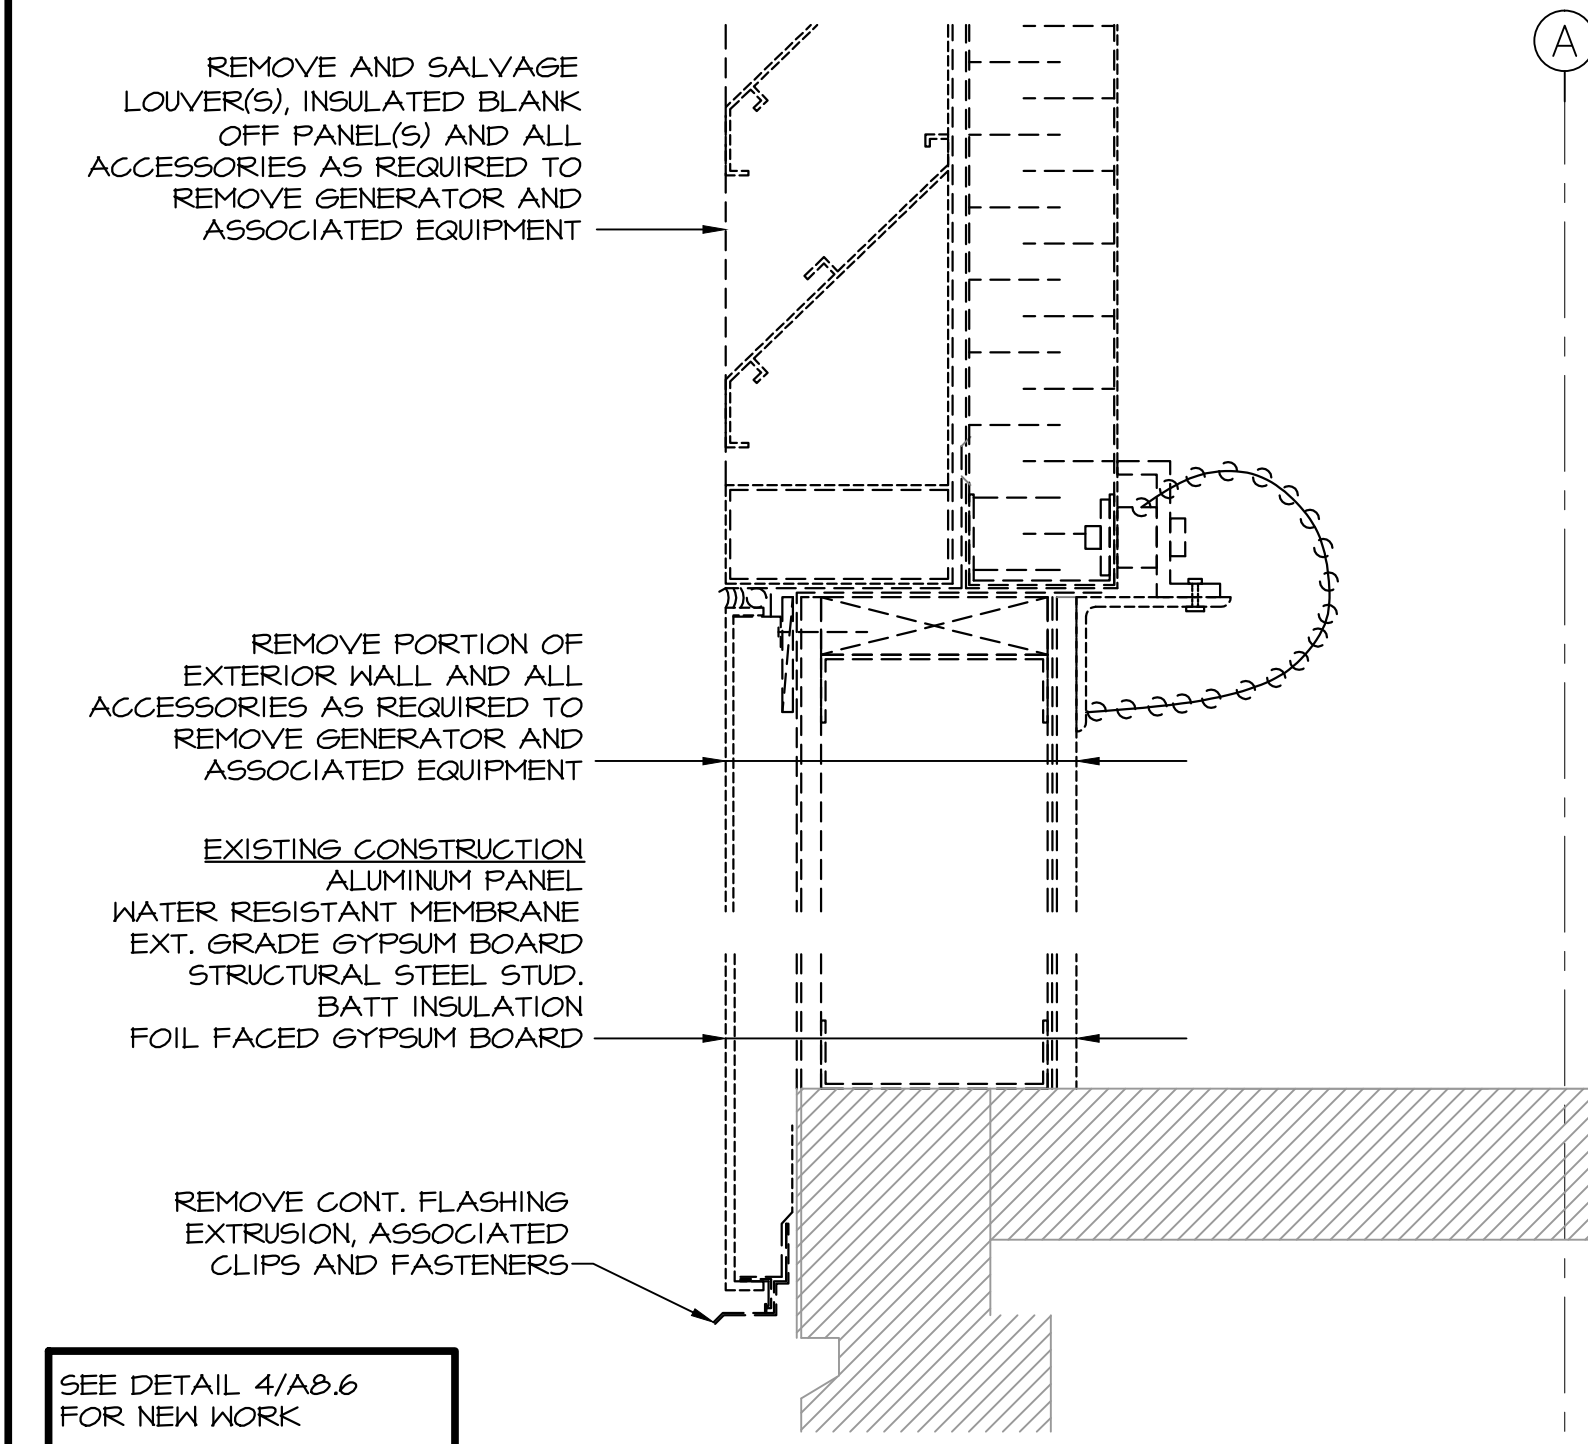 REMOVE AND SALVAGE
LOUVER(S), INSULATED BLANK
OFF PANEL(S) AND ALL
ACCESSORIES AS REQUIRED TO
REMOVE GENERATOR AND
ASSOCIATED EQUIPMENT
A
REMOVE PORTION OF
EXTERIOR WALL AND ALL
ACCESSORIES AS REQUIRED TO
REMOVE GENERATOR AND
ASSOCIATED EQUIPMENT
EXISTING CONSTRUCTION
ALUMINUM PANEL
WATER RESISTANT MEMBRANE
EXT. GRADE GYPSUM BOARD
STRUCTURAL STEEL STUD.
BATT INSULATION
FOIL FACED GYPSUM BOARD
REMOVE CONT. FLASHING
EXTRUSION, ASSOCIATED
CLIPS AND FASTENERS
SEE DETAIL 4/A8.6
FOR NEW WORK